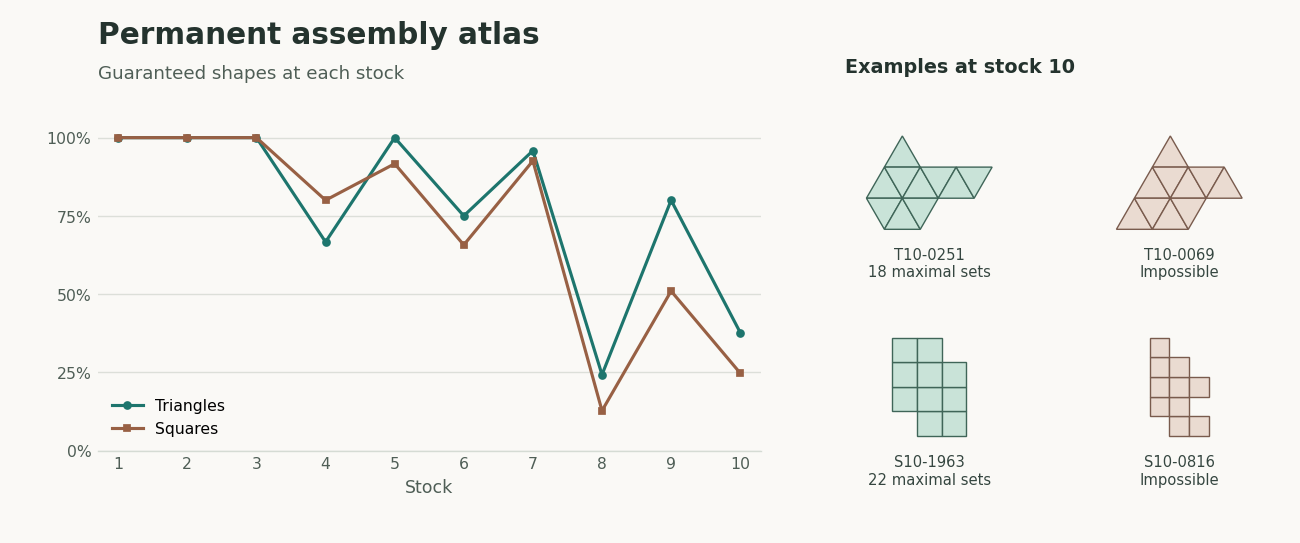 Permanent assembly atlas
Guaranteed shapes at each stock
100%
75%
50%
25%
0%
Triangles
Squares
1 2 3 4 5 6 7 8 9 10
Stock
Examples at stock 10
T10-0251
18 maximal sets
T10-0069
Impossible
S10-1963
22 maximal sets
S10-0816
Impossible